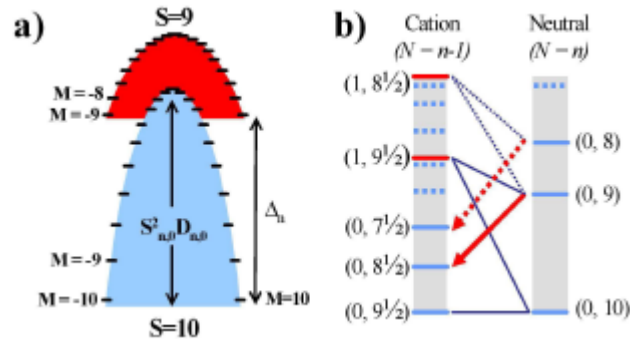 a)
S=9
M = -8
M = -9
Δn
S²n,0Dn,0
M = -9
M = -10
M=10
S=10
b)
Cation
(N − n-1)
Neutral
(N − n)
(1, 8½)
(0, 8)
(1, 9½)
(0, 9)
(0, 7½)
(0, 8½)
(0, 9½)
(0, 10)